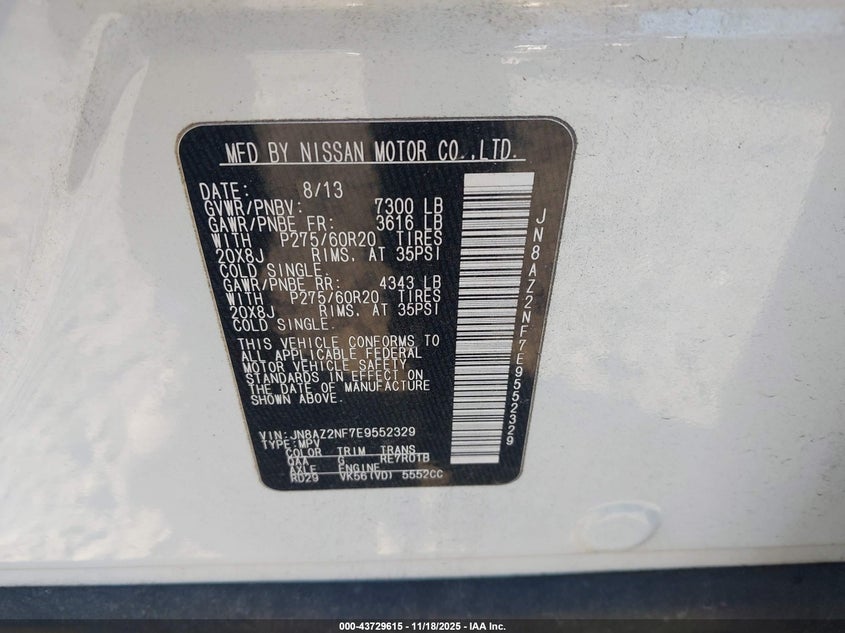 MFD BY NISSAN MOTOR CO.,LTD.
DATE: 8/13
GVWR/PNBV: 7300 LB
GAWR/PNBE FR: 3616 LB
WITH P275/60R20 TIRES
20X8J RIMS, AT 35PSI
COLD SINGLE.
GAWR/PNBE RR: 4343 LB
WITH P275/60R20 TIRES
20X8J RIMS, AT 35PSI
COLD SINGLE.
THIS VEHICLE CONFORMS TO
ALL APPLICABLE FEDERAL
MOTOR VEHICLE SAFETY
STANDARDS IN EFFECT ON
THE DATE OF MANUFACTURE
SHOWN ABOVE.
VIN: JN8AZ2NF7E9552329
TYPE: MPV
COLOR TRIM TRANS
QAA G RE7R01B
AXLE ENGINE
RD29 VK56(VD) 5552CC
JN8AZ2NF7E9552329
000-43729615 - 11/18/2025 - IAA Inc.